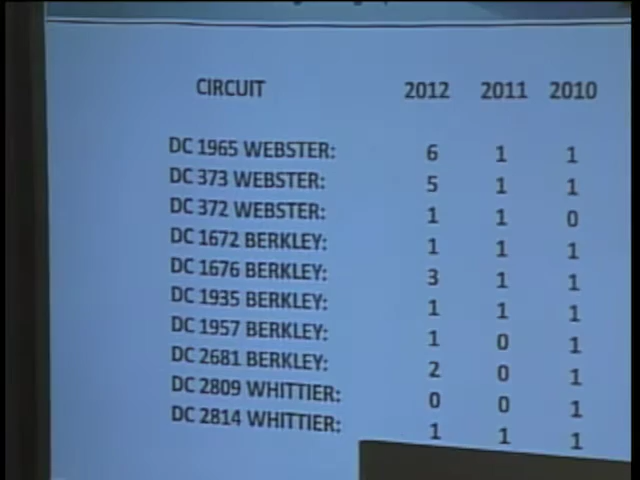 CIRCUIT 2012 2011 2010
DC 1965 WEBSTER: 6 1 1
DC 373 WEBSTER: 5 1 1
DC 372 WEBSTER: 1 1 0
DC 1672 BERKLEY: 1 1 1
DC 1676 BERKLEY: 3 1 1
DC 1935 BERKLEY: 1 1 1
DC 1957 BERKLEY: 1 0 1
DC 2681 BERKLEY: 2 0 1
DC 2809 WHITTIER: 0 0 1
DC 2814 WHITTIER: 1 1 1